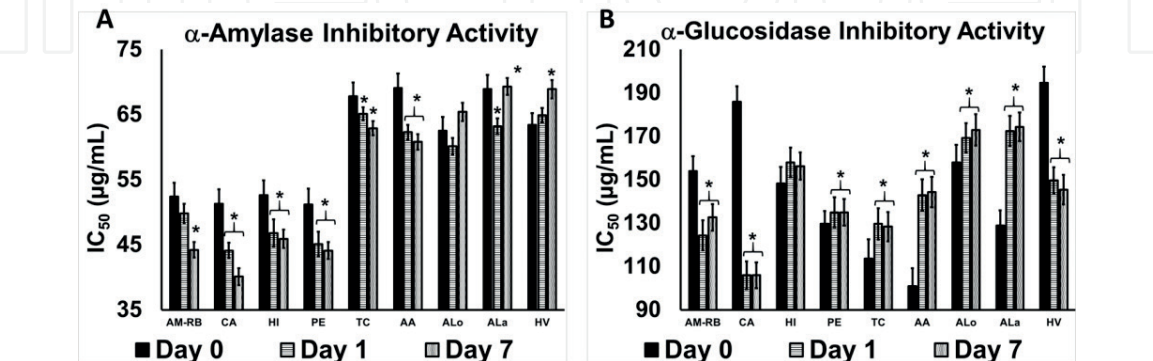 A
α-Amylase Inhibitory Activity
75
65
55
45
35
IC50 (µg/mL)
* * * * * * * * * *
AM-RB CA HI PE TC AA ALo ALa HV
Day 0 Day 1 Day 7
B
α-Glucosidase Inhibitory Activity
210
190
170
150
130
110
90
IC50 (µg/mL)
* * * * * * * *
AM-RB CA HI PE TC AA ALo ALa HV
Day 0 Day 1 Day 7